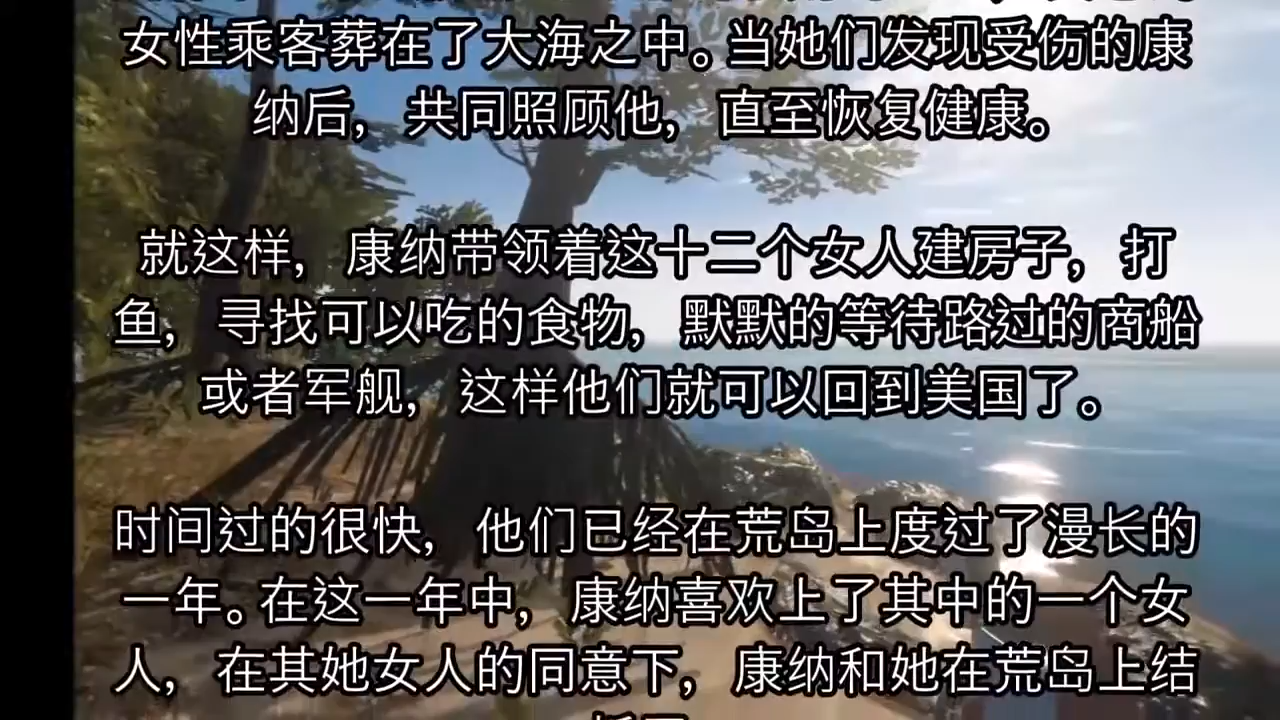 女性乘客葬在了大海之中。当她们发现受伤的康
纳后，共同照顾他，直至恢复健康。
就这样，康纳带领着这十二个女人建房子，打
鱼，寻找可以吃的食物，默默的等待路过的商船
或者军舰，这样他们就可以回到美国了。
时间过的很快，他们已经在荒岛上度过了漫长的
一年。在这一年中，康纳喜欢上了其中的一个女
人，在其她女人的同意下，康纳和她在荒岛上结